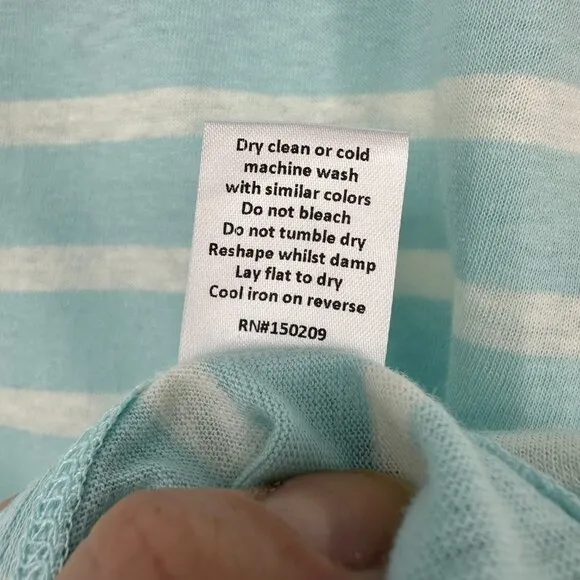 Dry clean or cold
machine wash
with similar colors
Do not bleach
Do not tumble dry
Reshape whilst damp
Lay flat to dry
Cool iron on reverse
RN#150209